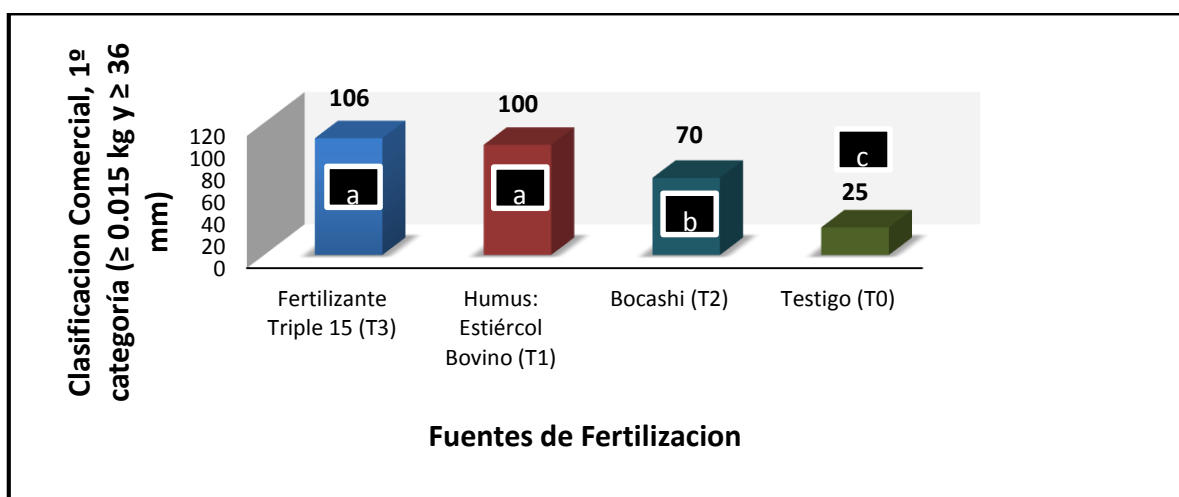 Clasificacion Comercial, 1º
categoría (≥ 0.015 kg y ≥ 36
mm)
120
100
80
60
40
20
0
106
100
70
25
a
a
b
c
Fertilizante
Triple 15 (T3)
Humus:
Estiércol
Bovino (T1)
Bocashi (T2)
Testigo (T0)
Fuentes de Fertilizacion